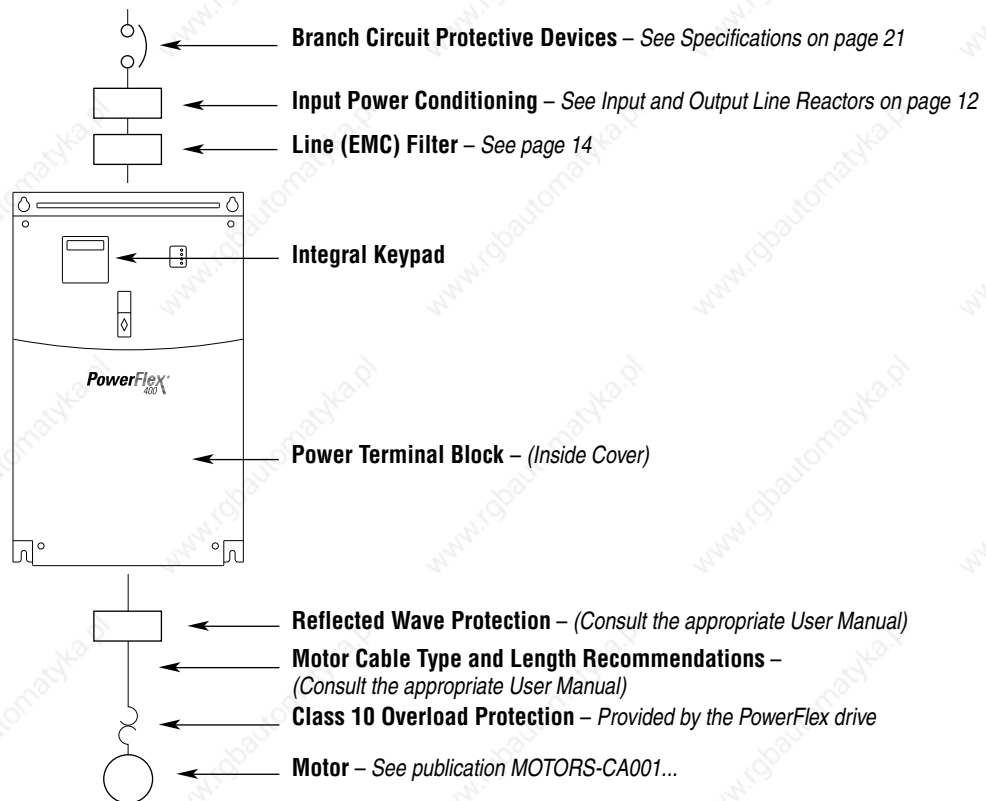 Branch Circuit Protective Devices – See Specifications on page 21
Input Power Conditioning – See Input and Output Line Reactors on page 12
Line (EMC) Filter – See page 14
Integral Keypad
PowerFlex
400
Power Terminal Block – (Inside Cover)
Reflected Wave Protection – (Consult the appropriate User Manual)
Motor Cable Type and Length Recommendations –
(Consult the appropriate User Manual)
Class 10 Overload Protection – Provided by the PowerFlex drive
Motor – See publication MOTORS-CA001...
www.rgbautomatyka.pl